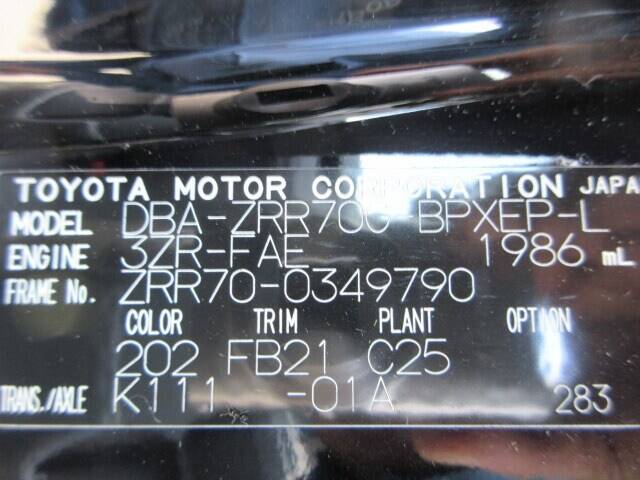 TOYOTA MOTOR CORPORATION JAPA
MODEL DBA-ZRR70G-BPXEP-L
ENGINE 3ZR-FAE 1986 mL
FRAME No. ZRR70-0349790
COLOR TRIM PLANT OPTION
202 FB21 C25
TRANS./AXLE K111 -01A 283